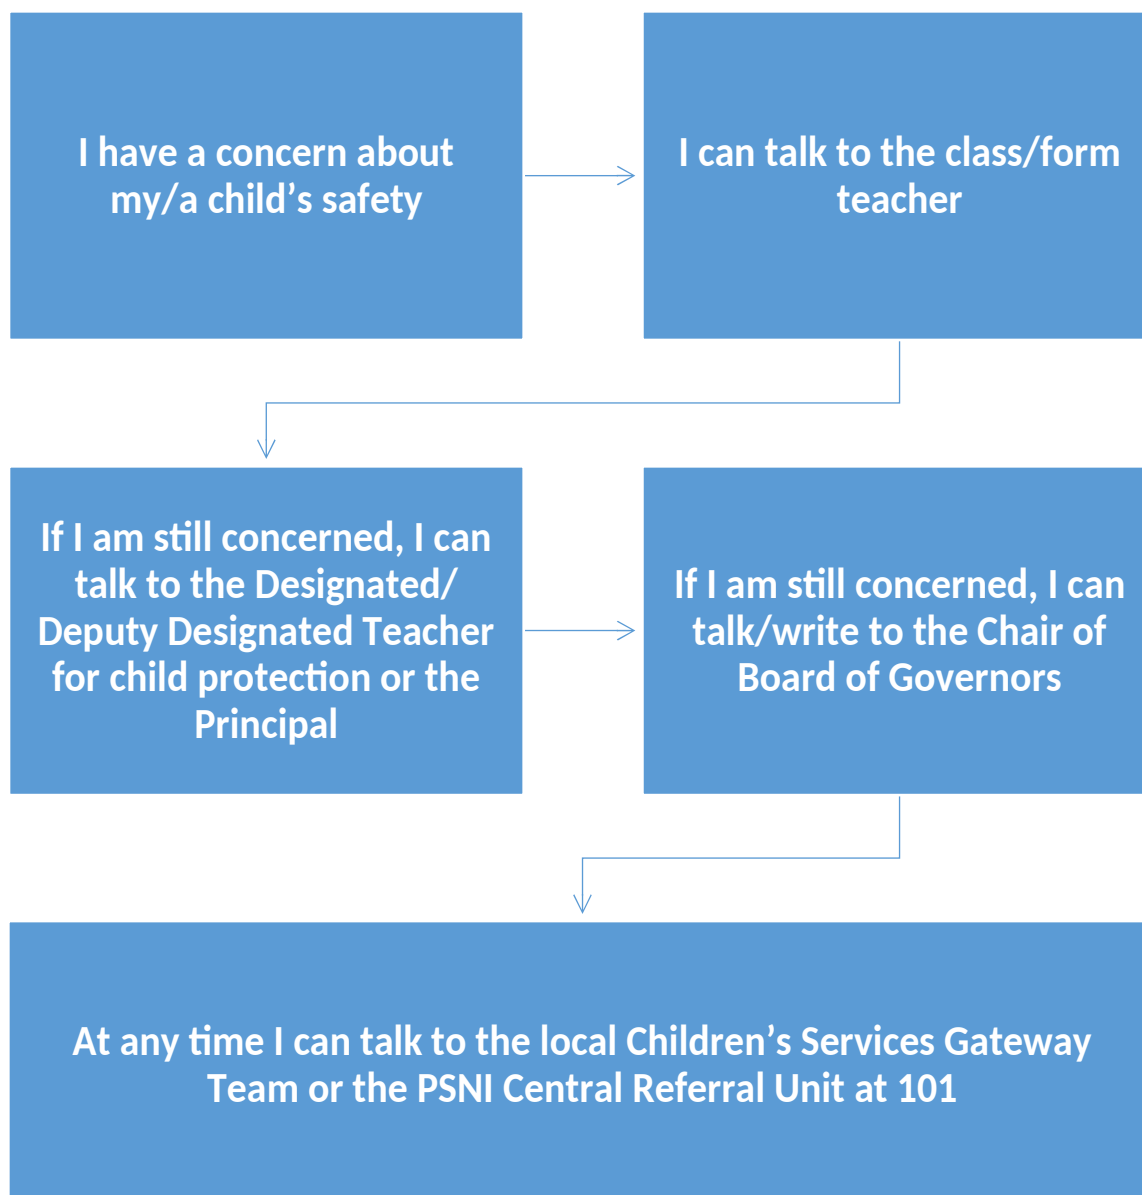 I have a concern about
my/a child’s safety
I can talk to the class/form
teacher
If I am still concerned, I can
talk to the Designated/
Deputy Designated Teacher
for child protection or the
Principal
If I am still concerned, I can
talk/write to the Chair of
Board of Governors
At any time I can talk to the local Children’s Services Gateway
Team or the PSNI Central Referral Unit at 101